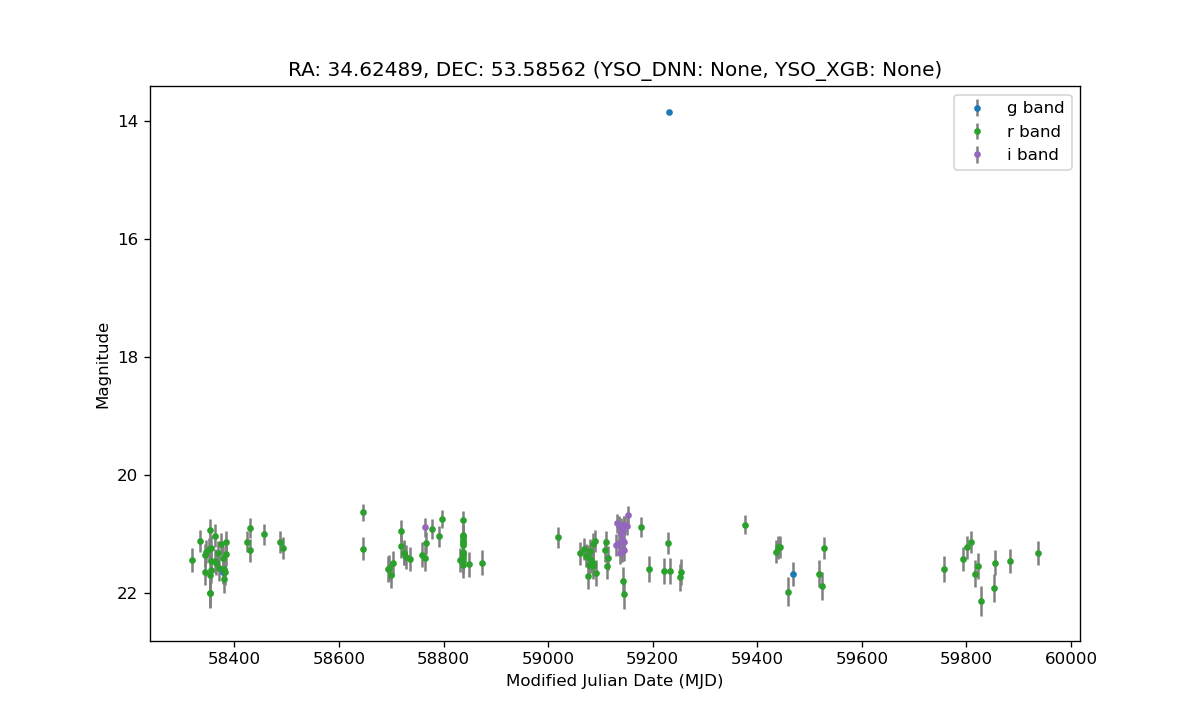 RA: 34.62489, DEC: 53.58562 (YSO_DNN: None, YSO_XGB: None)
g band
r band
i band
14
16
18
20
22
Magnitude
58400 58600 58800 59000 59200 59400 59600 59800 60000
Modified Julian Date (MJD)